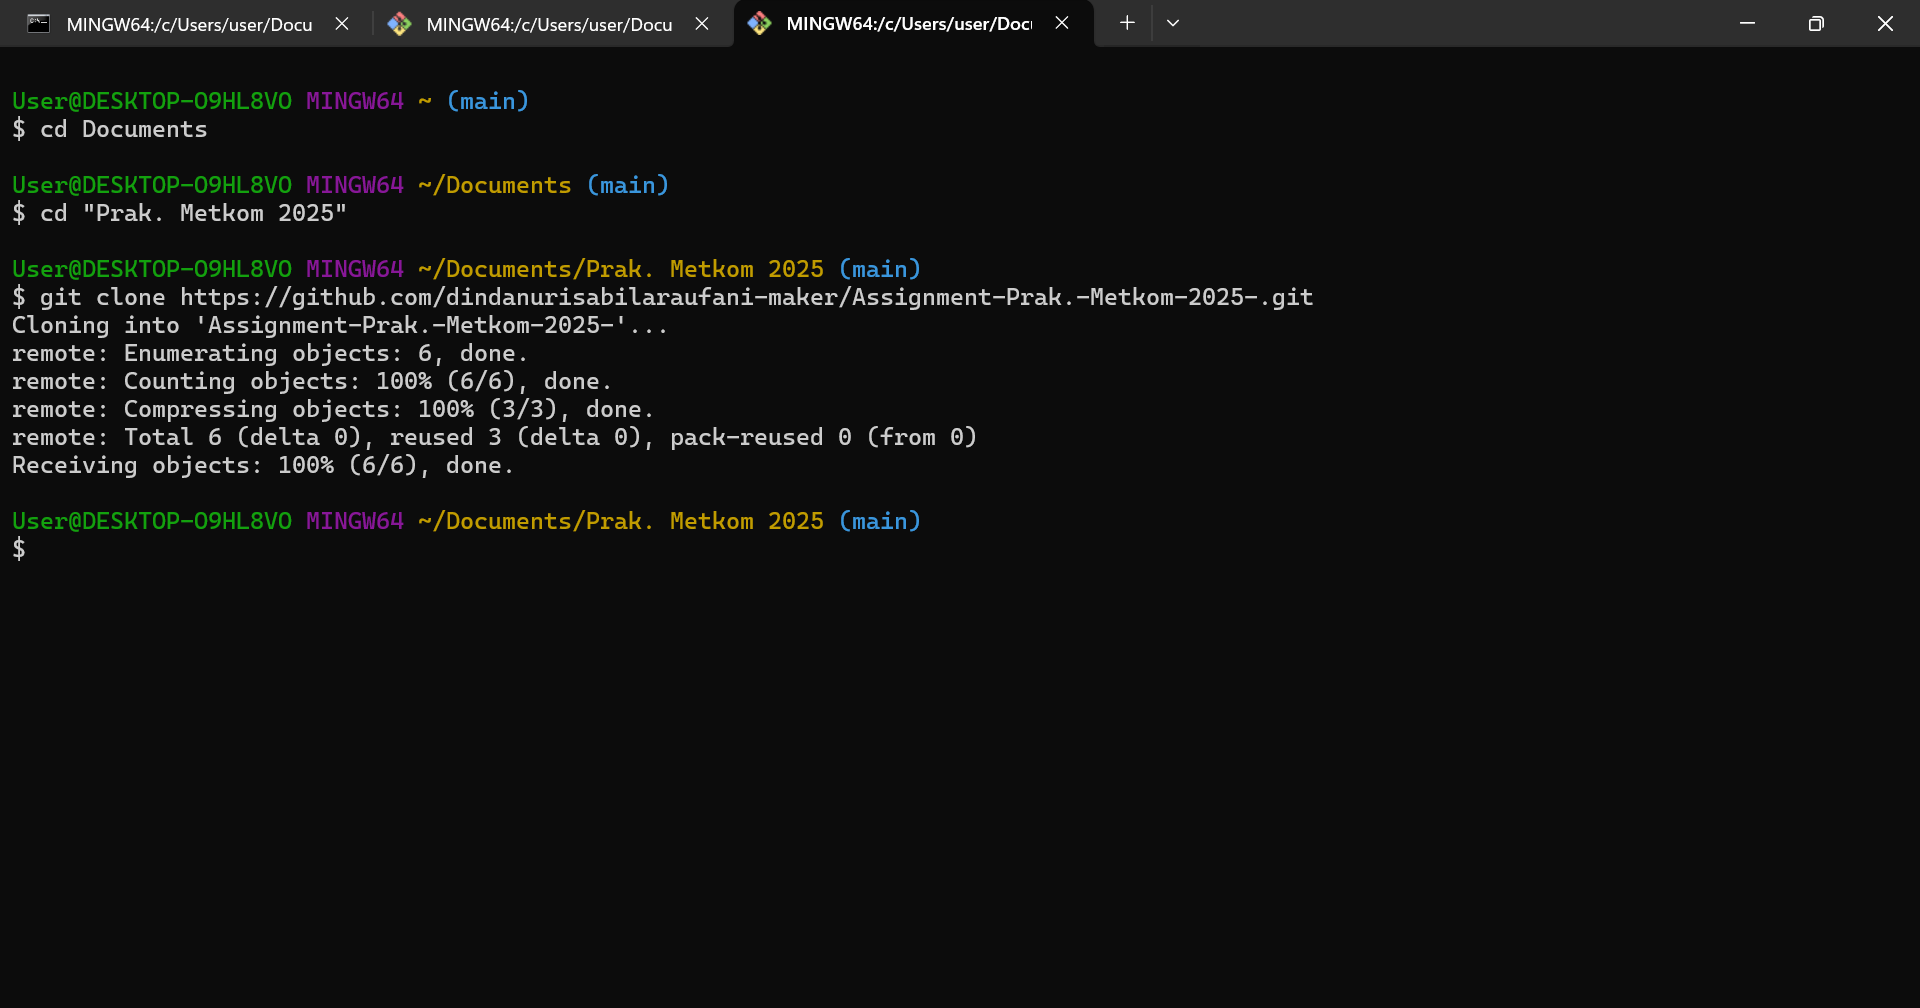 MINGW64:/c/Users/user/Docu
MINGW64:/c/Users/user/Docu
MINGW64:/c/Users/user/Docu
User@DESKTOP-O9HL8VO MINGW64 ~ (main)
$ cd Documents
User@DESKTOP-O9HL8VO MINGW64 ~/Documents (main)
$ cd "Prak. Metkom 2025"
User@DESKTOP-O9HL8VO MINGW64 ~/Documents/Prak. Metkom 2025 (main)
$ git clone https://github.com/dindanurisabilaraufani-maker/Assignment-Prak.-Metkom-2025-.git
Cloning into 'Assignment-Prak.-Metkom-2025-'...
remote: Enumerating objects: 6, done.
remote: Counting objects: 100% (6/6), done.
remote: Compressing objects: 100% (3/3), done.
remote: Total 6 (delta 0), reused 3 (delta 0), pack-reused 0 (from 0)
Receiving objects: 100% (6/6), done.
User@DESKTOP-O9HL8VO MINGW64 ~/Documents/Prak. Metkom 2025 (main)
$